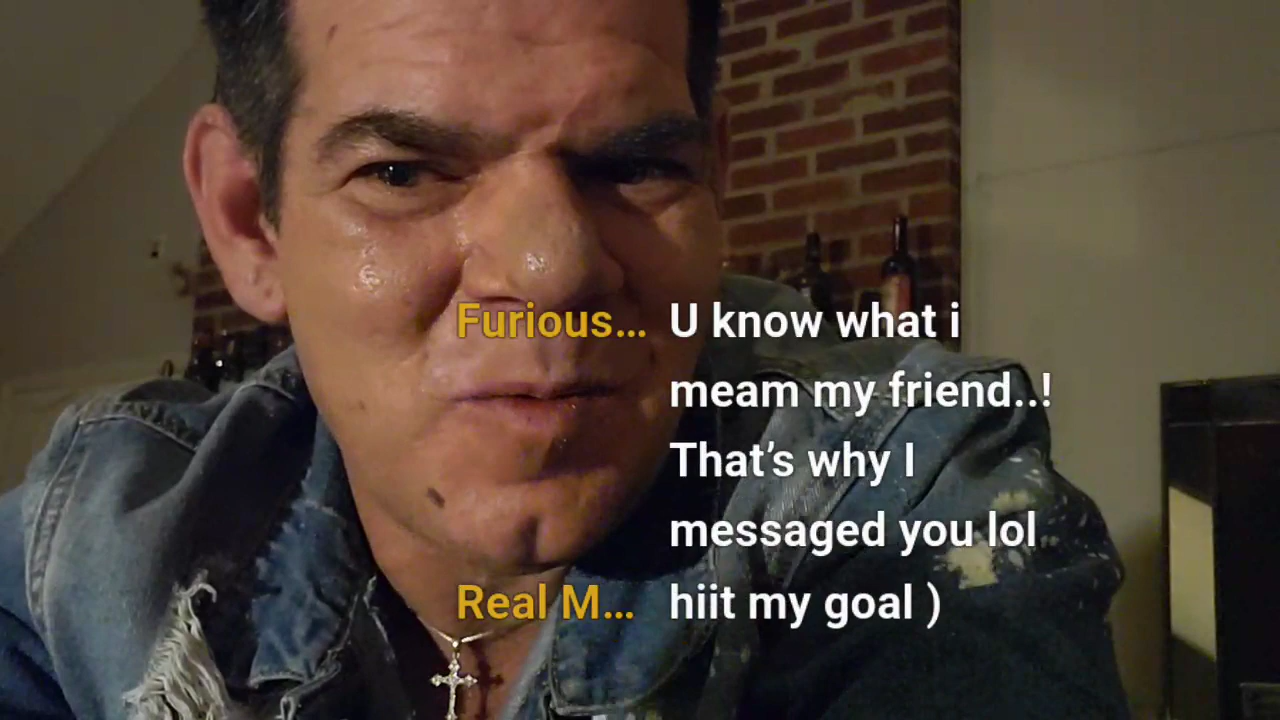 Furious... U know what i
meam my friend..!
That's why I
messaged you lol
Real M... hiit my goal )